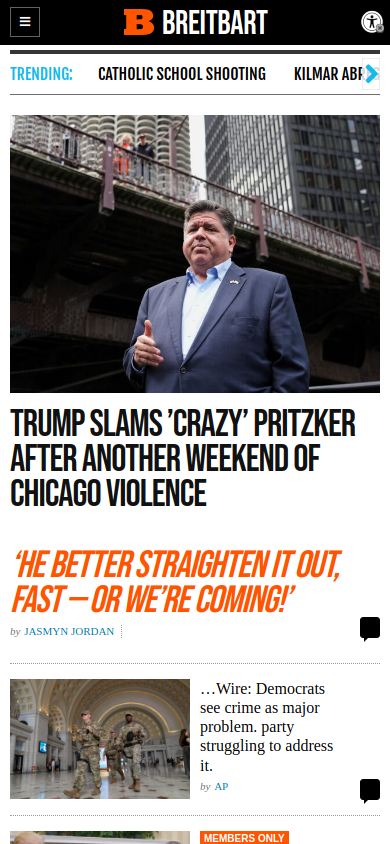 BREITBART
TRENDING:
CATHOLIC SCHOOL SHOOTING
KILMAR
TRUMP SLAMS ’CRAZY’ PRITZKER
AFTER ANOTHER WEEKEND OF
CHICAGO VIOLENCE
‘HE BETTER STRAIGHTEN IT OUT,
FAST — OR WE’RE COMING!’
by JASMYN JORDAN
…Wire: Democrats
see crime as major
problem. party
struggling to address
it.
by AP
MEMBERS ONLY